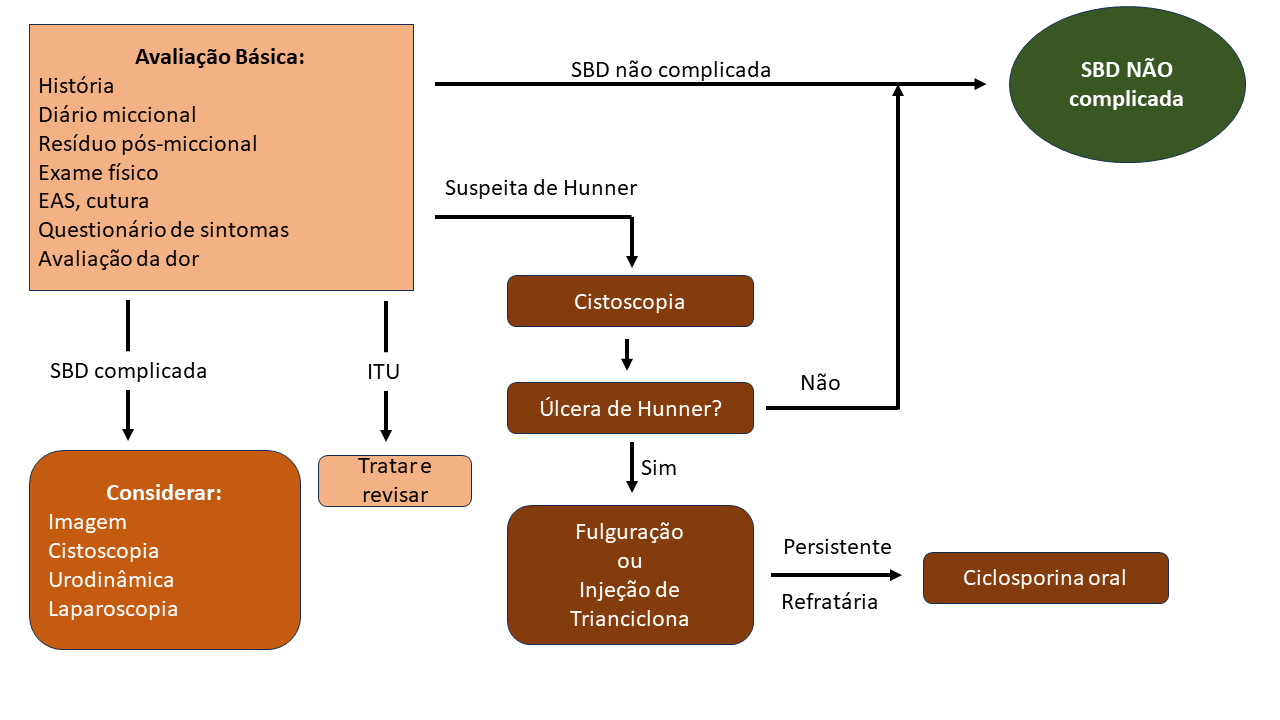 Avaliação Básica:
História
Diário miccional
Resíduo pós-miccional
Exame físico
EAS, cutura
Questionário de sintomas
Avaliação da dor
SBD não complicada
SBD NÃO
complicada
Suspeita de Hunner
Cistoscopia
Úlcera de Hunner?
Não
Sim
SBD complicada
ITU
Considerar:
Imagem
Cistoscopia
Urodinâmica
Laparoscopia
Tratar e
revisar
Fulguração
ou
Injeção de
Trianciclona
Persistente
Refratária
Ciclosporina oral